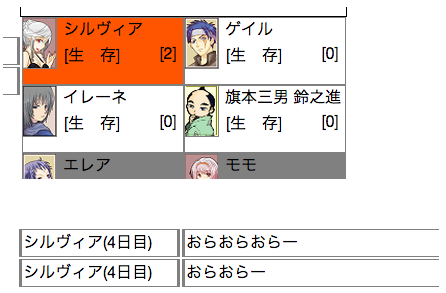 シルヴィア
[生　存] [2]
ゲイル
[生　存] [0]
イレーネ
[生　存] [0]
旗本三男 鈴之進
[生　存] [0]
エレア
モモ
シルヴィア(4日目) おらおらおらー
シルヴィア(4日目) おらおらー